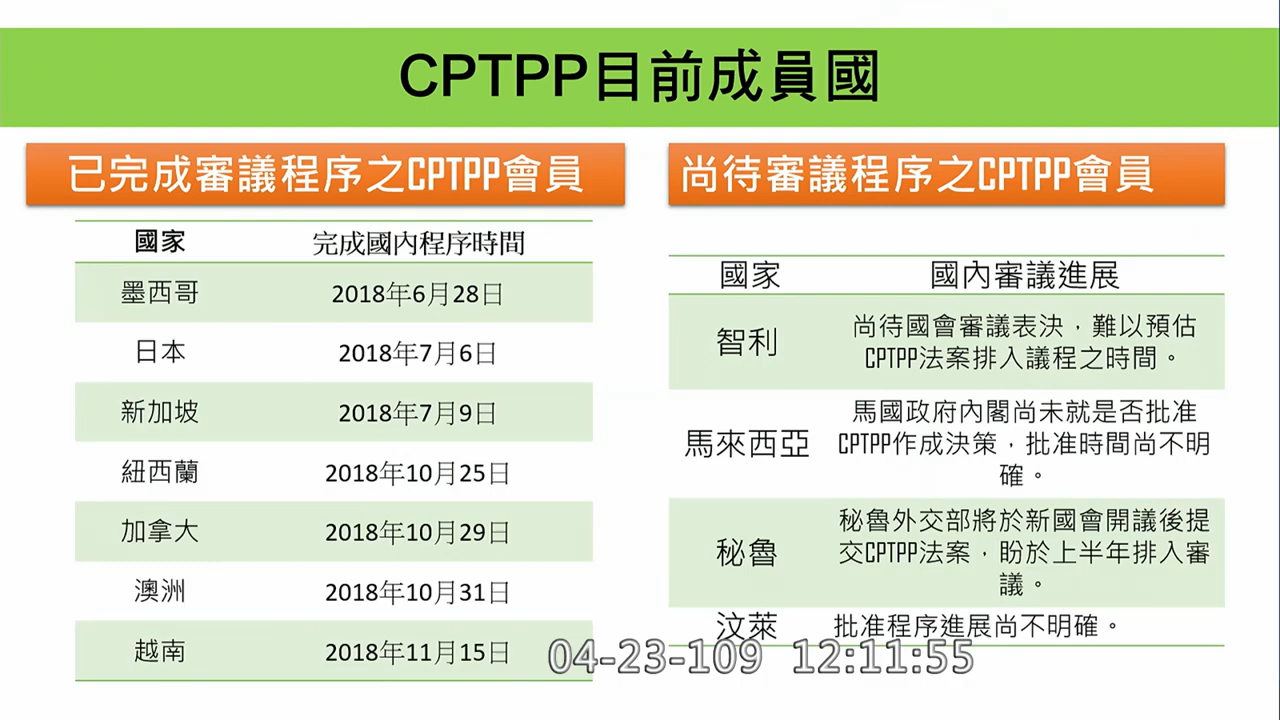 CPTPP目前成員國
已完成審議程序之CPTPP會員
國家 完成國內程序時間
墨西哥 2018年6月28日
日本 2018年7月6日
新加坡 2018年7月9日
紐西蘭 2018年10月25日
加拿大 2018年10月29日
澳洲 2018年10月31日
越南 2018年11月15日
尚待審議程序之CPTPP會員
國家 國內審議進展
智利 尚待國會審議表決，難以預估
CPTPP法案排入議程之時間。
馬來西亞 馬國政府內閣尚未就是否批准
CPTPP作成決策，批准時間尚不明
確。
秘魯 秘魯外交部將於新國會開議後提
交CPTPP法案，盼於上半年排入審
議。
汶萊 批准程序進展尚不明確。
04-23-109 12:11:55